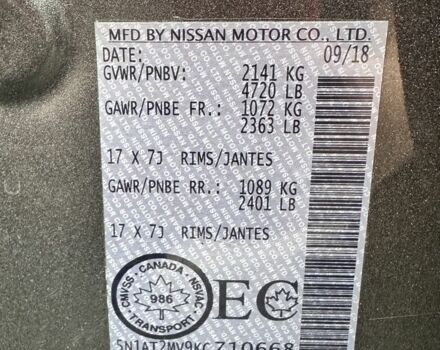 MFD BY NISSAN MOTOR CO., LTD.
DATE: 09/18
GVWR/PNBV: 2141 KG
4720 LB
GAWR/PNBE FR.: 1072 KG
2363 LB
17 X 7J RIMS/JANTES
GAWR/PNBE RR.: 1089 KG
2401 LB
17 X 7J RIMS/JANTES
CMVSS · CANADA · NSVAC
986
TRANSPORT
EC
5N1AT2MV9KC710668